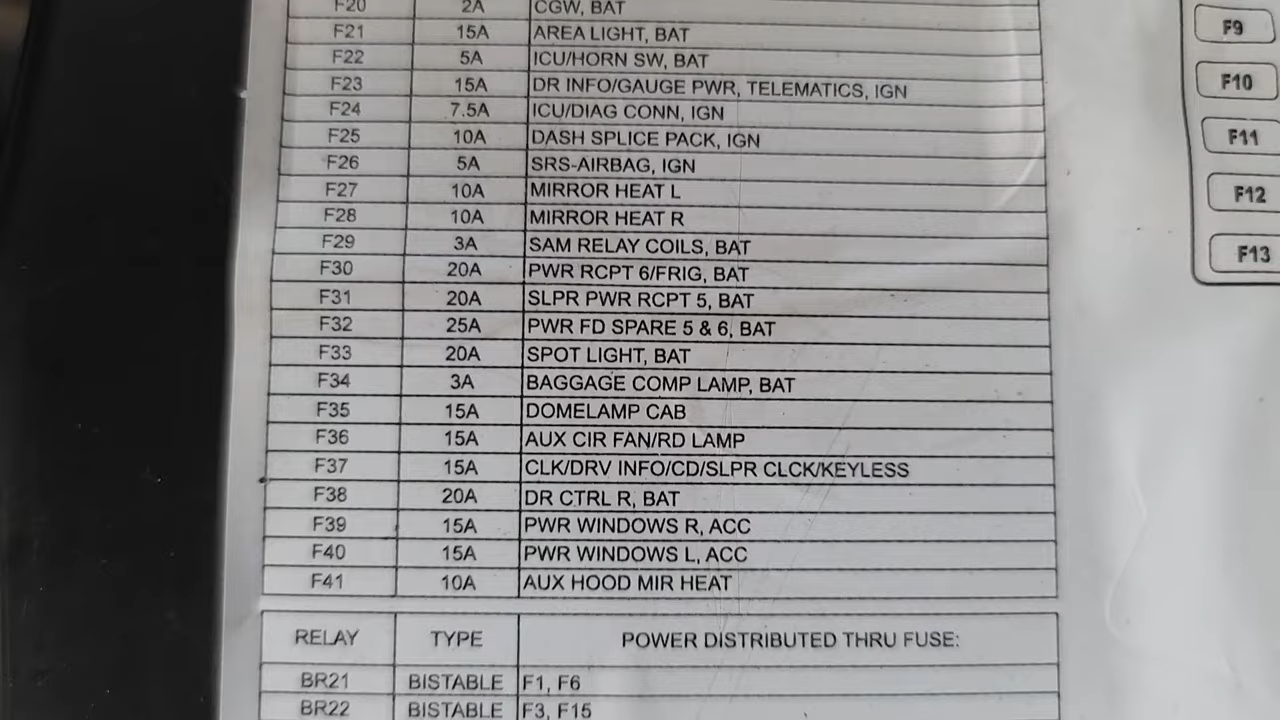 F20 2A CGW, BAT
F21 15A AREA LIGHT, BAT
F22 5A ICU/HORN SW, BAT
F23 15A DR INFO/GAUGE PWR, TELEMATICS, IGN
F24 7.5A ICU/DIAG CONN, IGN
F25 10A DASH SPLICE PACK, IGN
F26 5A SRS-AIRBAG, IGN
F27 10A MIRROR HEAT L
F28 10A MIRROR HEAT R
F29 3A SAM RELAY COILS, BAT
F30 20A PWR RCPT 6/FRIG, BAT
F31 20A SLPR PWR RCPT 5, BAT
F32 25A PWR FD SPARE 5 & 6, BAT
F33 20A SPOT LIGHT, BAT
F34 3A BAGGAGE COMP LAMP, BAT
F35 15A DOMELAMP CAB
F36 15A AUX CIR FAN/RD LAMP
F37 15A CLK/DRV INFO/CD/SLPR CLCK/KEYLESS
F38 20A DR CTRL R, BAT
F39 15A PWR WINDOWS R, ACC
F40 15A PWR WINDOWS L, ACC
F41 10A AUX HOOD MIR HEAT
RELAY TYPE POWER DISTRIBUTED THRU FUSE:
BR21 BISTABLE F1, F6
BR22 BISTABLE F3, F15
F9
F10
F11
F12
F13